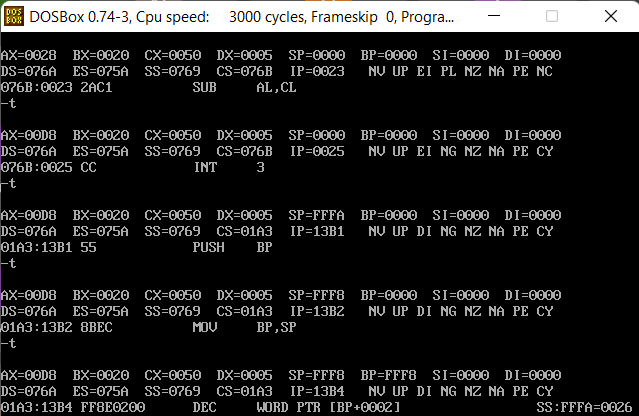 DOS BOX DOSBox 0.74-3, Cpu speed: 3000 cycles, Frameskip 0, Progra...
AX=0028 BX=0020 CX=0050 DX=0005 SP=0000 BP=0000 SI=0000 DI=0000
DS=076A ES=075A SS=0769 CS=076B IP=0023 NV UP EI PL NZ NA PE NC
076B:0023 2AC1 SUB AL,CL
-t
AX=00D8 BX=0020 CX=0050 DX=0005 SP=0000 BP=0000 SI=0000 DI=0000
DS=076A ES=075A SS=0769 CS=076B IP=0025 NV UP EI NG NZ NA PE CY
076B:0025 CC INT 3
-t
AX=00D8 BX=0020 CX=0050 DX=0005 SP=FFFA BP=0000 SI=0000 DI=0000
DS=076A ES=075A SS=0769 CS=01A3 IP=13B1 NV UP DI NG NZ NA PE CY
01A3:13B1 55 PUSH BP
-t
AX=00D8 BX=0020 CX=0050 DX=0005 SP=FFF8 BP=0000 SI=0000 DI=0000
DS=076A ES=075A SS=0769 CS=01A3 IP=13B2 NV UP DI NG NZ NA PE CY
01A3:13B2 8BEC MOV BP,SP
-t
AX=00D8 BX=0020 CX=0050 DX=0005 SP=FFF8 BP=FFF8 SI=0000 DI=0000
DS=076A ES=075A SS=0769 CS=01A3 IP=13B4 NV UP DI NG NZ NA PE CY
01A3:13B4 FF8E0200 DEC WORD PTR [BP+0002] SS:FFFA=0026